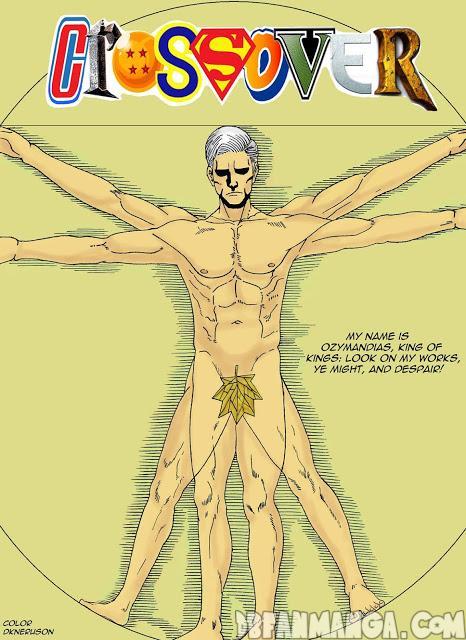 CrossoveR
MY NAME IS
OZYMANDIAS, KING OF
KINGS: LOOK ON MY WORKS,
YE MIGHT, AND DESPAIR!
COLOR
DKNERUSON
DBFANMANGA.COM